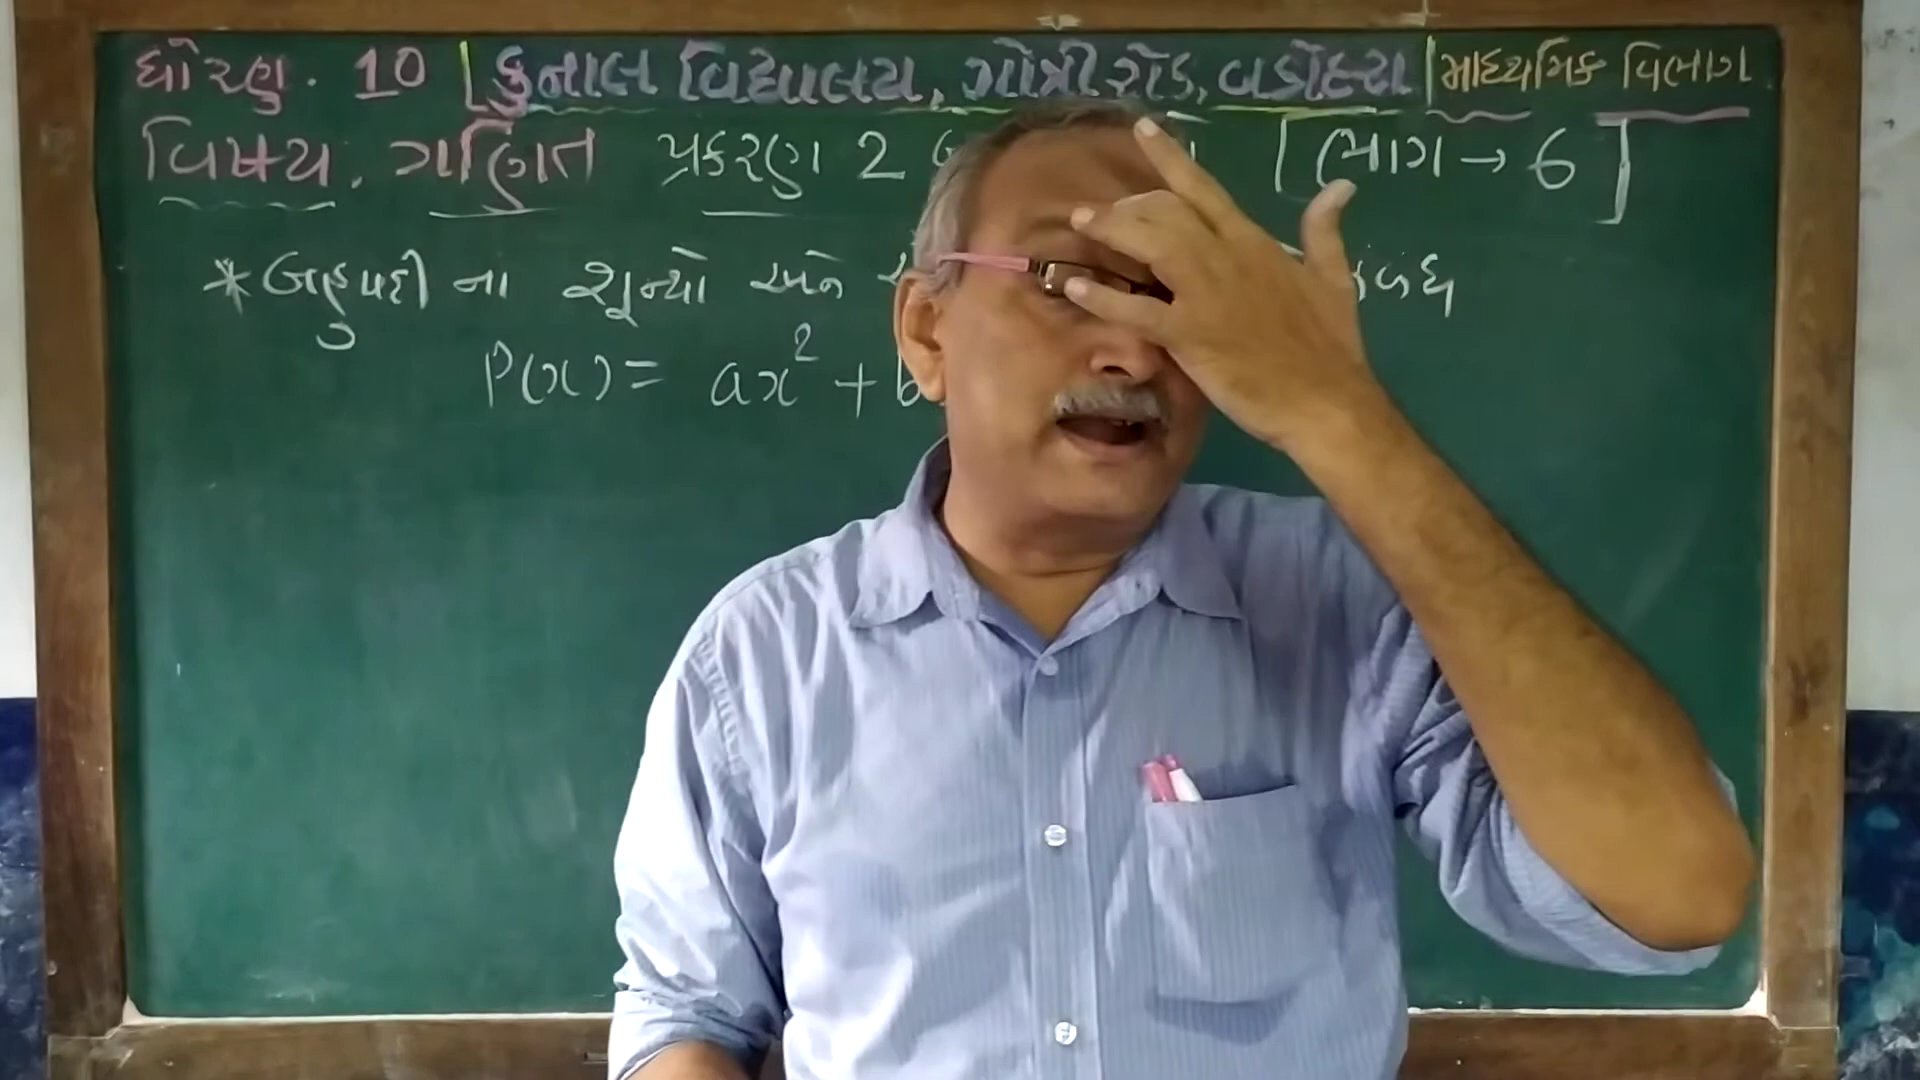 ધોરણ. 10 | કુનાલ વિદ્યાલય, ગોત્રી રોડ, વડોદરા | માધ્યમિક વિભાગ
વિષય. ગણિત પ્રકરણ 2 [ ભાગ → 6 ]
* બહુપદી ના શૂન્યો અને
P(x) = ax² + b